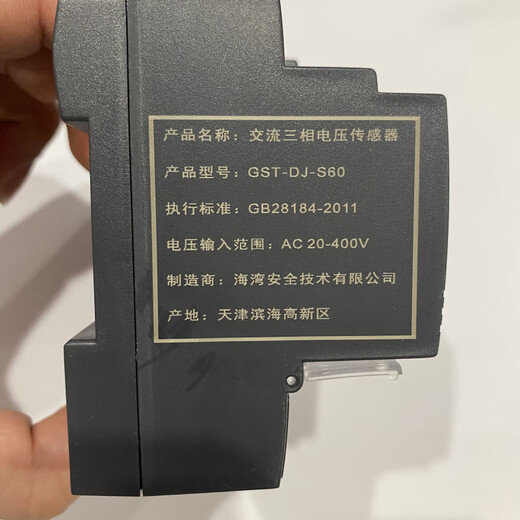 产品名称：交流三相电压传感器
产品型号：GST-DJ-S60
执行标准：GB28184-2011
电压输入范围：AC 20-400V
制造商：海湾安全技术有限公司
产地：天津滨海高新区